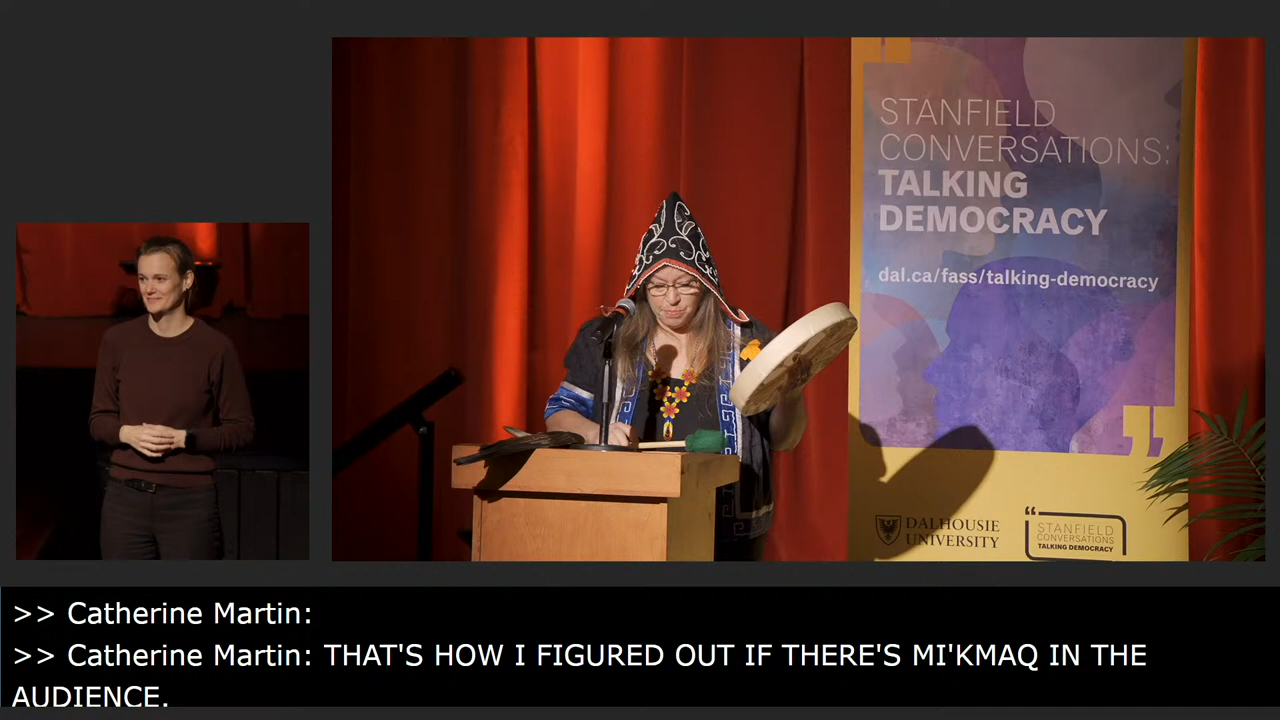 STANFIELD
CONVERSATIONS:
TALKING
DEMOCRACY
dal.ca/fass/talking-democracy
DALHOUSIE
UNIVERSITY
STANFIELD
CONVERSATIONS
TALKING DEMOCRACY
>> Catherine Martin:
>> Catherine Martin: THAT'S HOW I FIGURED OUT IF THERE'S MI'KMAQ IN THE
AUDIENCE.